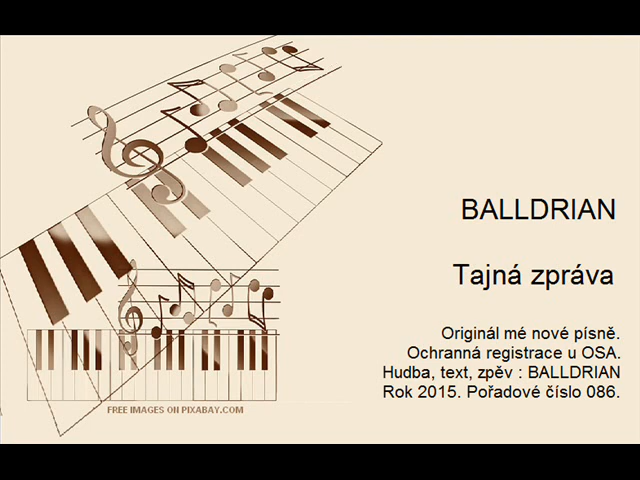 BALLDRIAN
Tajná zpráva
Originál mé nové písně.
Ochranná registrace u OSA.
Hudba, text, zpěv : BALLDRIAN
Rok 2015. Pořadové číslo 086.
FREE IMAGES ON PIXABAY.COM